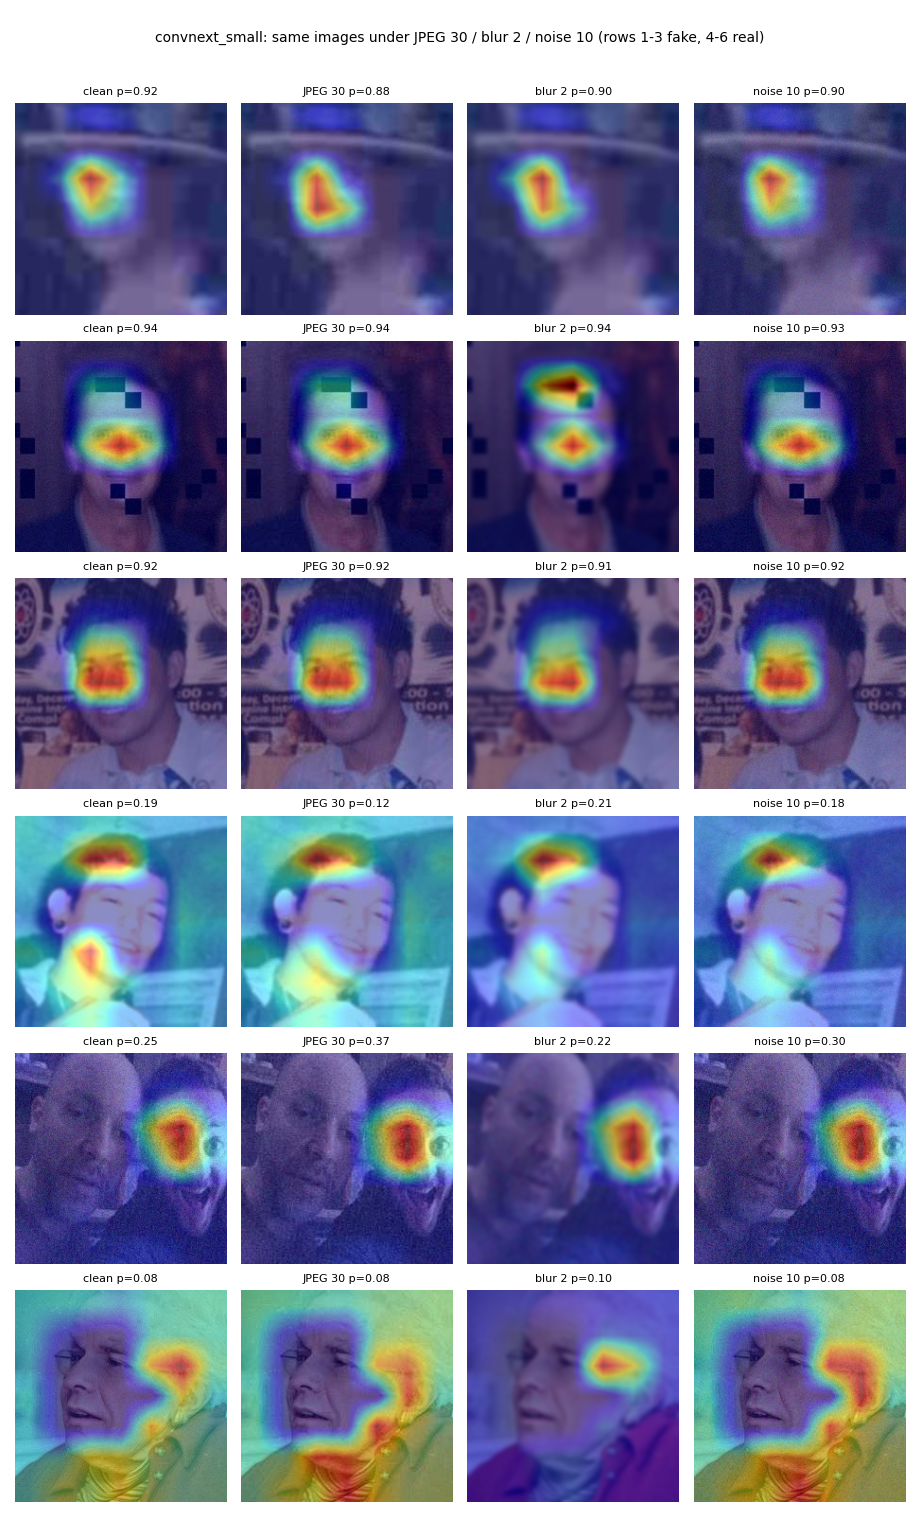 convnext_small: same images under JPEG 30 / blur 2 / noise 10 (rows 1-3 fake, 4-6 real)
clean p=0.92 JPEG 30 p=0.88 blur 2 p=0.90 noise 10 p=0.90
clean p=0.94 JPEG 30 p=0.94 blur 2 p=0.94 noise 10 p=0.93
clean p=0.92 JPEG 30 p=0.92 blur 2 p=0.91 noise 10 p=0.92
clean p=0.19 JPEG 30 p=0.12 blur 2 p=0.21 noise 10 p=0.18
clean p=0.25 JPEG 30 p=0.37 blur 2 p=0.22 noise 10 p=0.30
clean p=0.08 JPEG 30 p=0.08 blur 2 p=0.10 noise 10 p=0.08